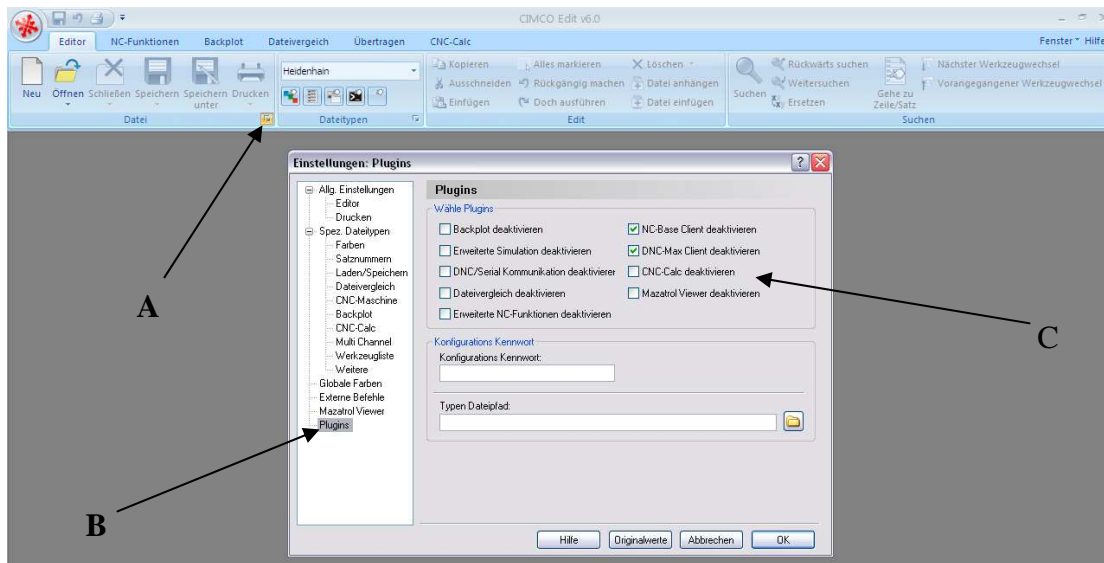 CIMCO Edit v6.0
Editor NC-Funktionen Backplot Dateivergeich Übertragen CNC-Calc Fenster Hilfe
Neu Öffnen Schließen Speichern Speichern unter Drucken
Datei
Heidenhain
Dateitypen
Kopieren Alles markieren Löschen
Ausschneiden Rückgängig machen Datei anhängen
Einfügen Doch ausführen Datei einfügen
Edit
Suchen
Rückwärts suchen
Weitersuchen
Ersetzen
Gehe zu Zeile/Satz
Nächster Werkzeugwechsel
Vorangegangener Werkzeugwechsel
Suchen
A
B
C
Einstellungen: Plugins
Allg. Einstellungen
Editor
Drucken
Spez. Dateitypen
Farben
Satznummern
Laden/Speichern
Dateivergleich
CNC-Maschine
Backplot
CNC-Calc
Multi Channel
Werkzeugliste
Weitere
Globale Farben
Externe Befehle
Mazatrol Viewer
Plugins
Plugins
Wähle Plugins
Backplot deaktivieren
Erweiterte Simulation deaktivieren
DNC/Serial Kommunikation deaktivieren
Dateivergleich deaktivieren
Erweiterte NC-Funktionen deaktivieren
NC-Base Client deaktivieren
DNC-Max Client deaktivieren
CNC-Calc deaktivieren
Mazatrol Viewer deaktivieren
Konfigurations Kennwort
Konfigurations Kennwort:
Typen Dateipfad:
Hilfe Originalwerte Abbrechen OK